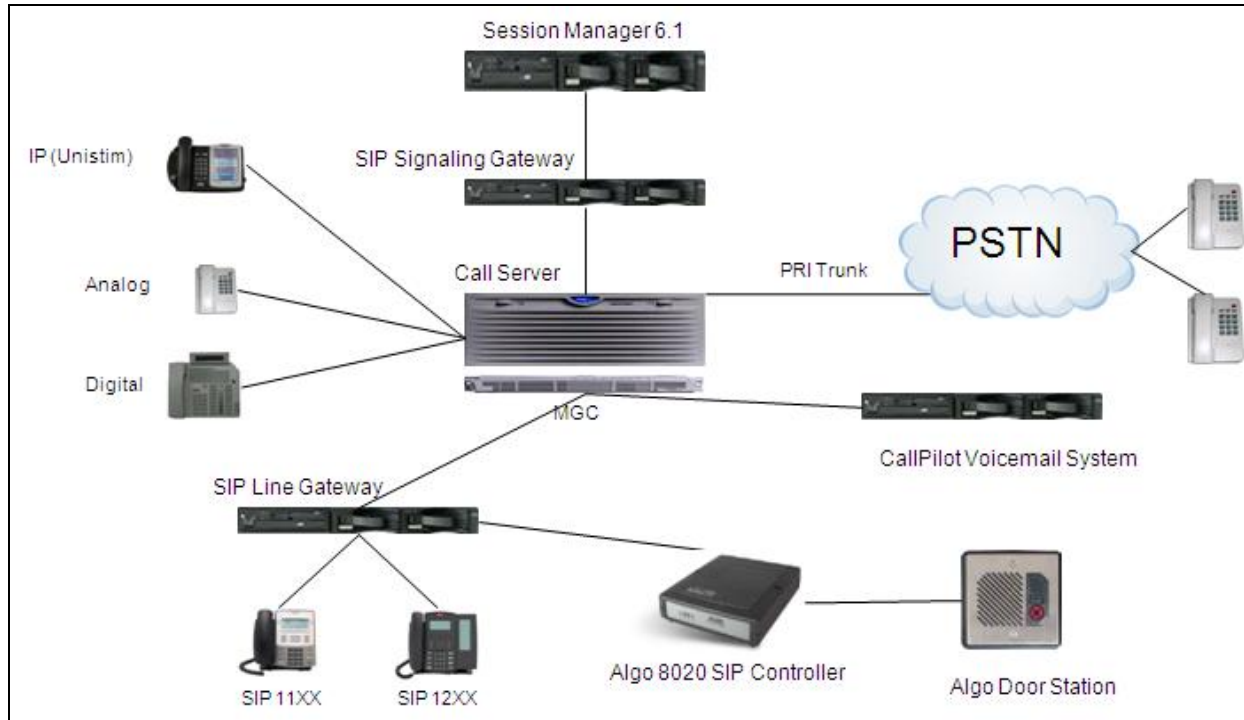 Session Manager 6.1
IP (Unistim)
SIP Signaling Gateway
PSTN
Call Server
PRI Trunk
Analog
Digital
MGC
CallPilot Voicemail System
SIP Line Gateway
Algo 8020 SIP Controller
Algo Door Station
SIP 11XX
SIP 12XX